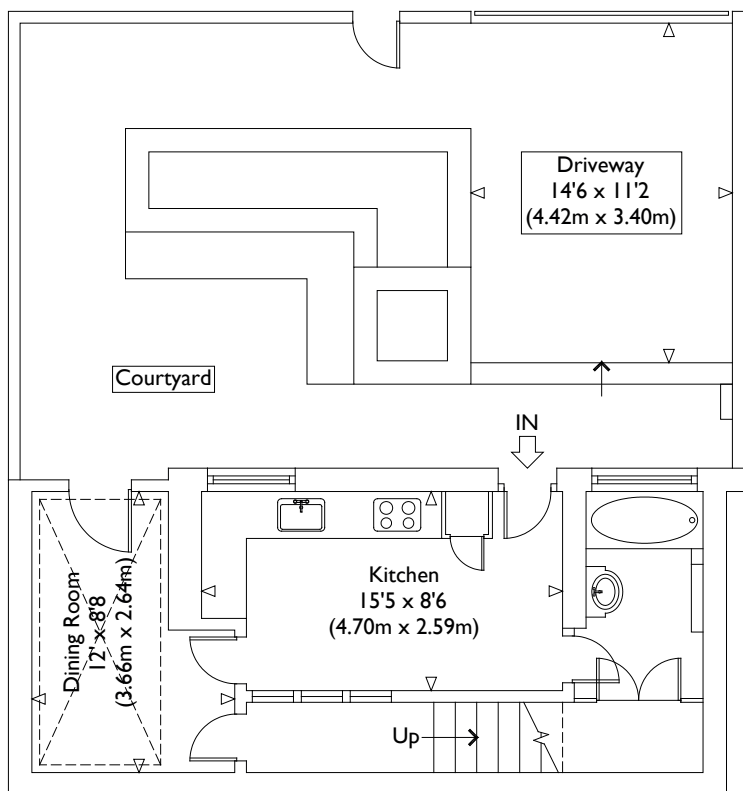 Driveway
14'6 x 11'2
(4.42m x 3.40m)
Courtyard
IN
Kitchen
15'5 x 8'6
(4.70m x 2.59m)
Dining Room
12' x 8'8
(3.66m x 2.64m)
Up